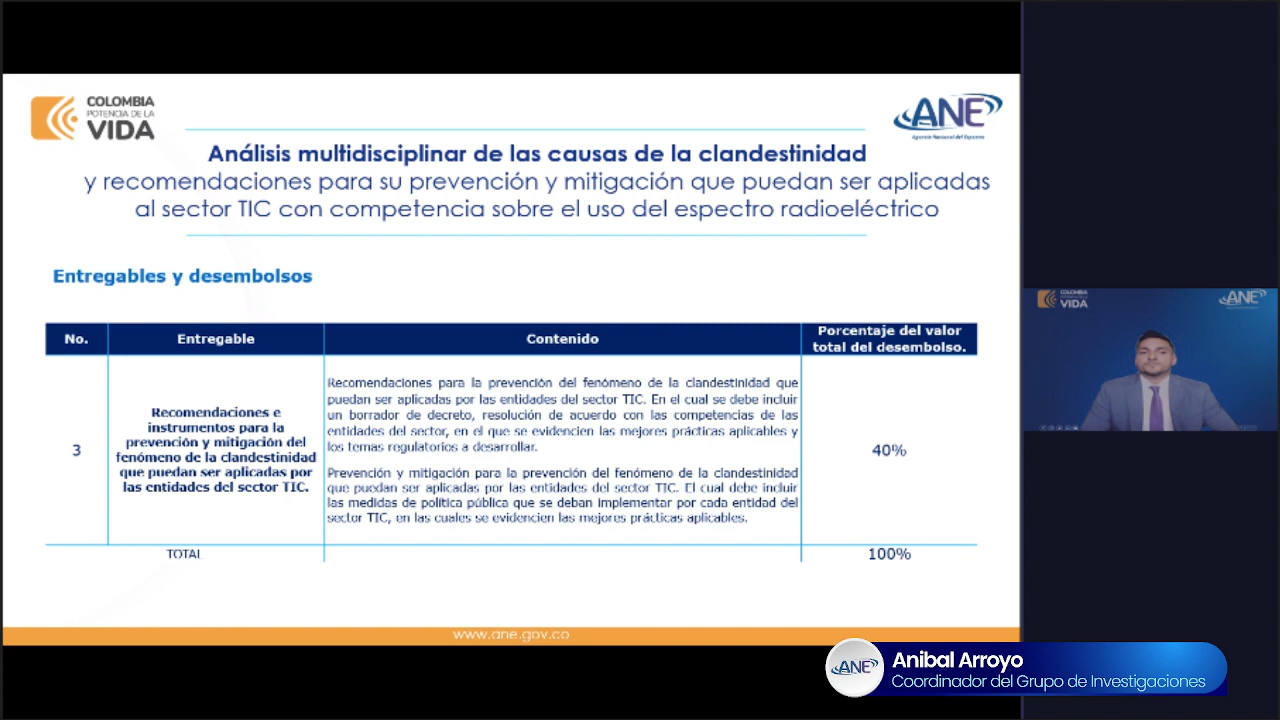 COLOMBIA
POTENCIA DE LA
VIDA
ANE
Agencia Nacional del Espectro
Análisis multidisciplinar de las causas de la clandestinidad
y recomendaciones para su prevención y mitigación que puedan ser aplicadas
al sector TIC con competencia sobre el uso del espectro radioeléctrico
Entregables y desembolsos
No.
Entregable
Contenido
Porcentaje del valor
total del desembolso.
3
Recomendaciones e
instrumentos para la
prevención y mitigación del
fenómeno de la clandestinidad
que puedan ser aplicadas por
las entidades del sector TIC.
Recomendaciones para la prevención del fenómeno de la clandestinidad que
puedan ser aplicadas por las entidades del sector TIC. En el cual se debe incluir
un borrador de decreto, resolución de acuerdo con las competencias de las
entidades del sector, en el que se evidencien las mejores prácticas aplicables y
los temas regulatorios a desarrollar.
Prevención y mitigación para la prevención del fenómeno de la clandestinidad
que puedan ser aplicadas por las entidades del sector TIC. El cual debe incluir
las medidas de política pública que se deban implementar por cada entidad del
sector TIC, en las cuales se evidencien las mejores prácticas aplicables.
40%
TOTAL
100%
www.ane.gov.co
COLOMBIA
POTENCIA DE LA
VIDA
ANE
ANE
Anibal Arroyo
Coordinador del Grupo de Investigaciones